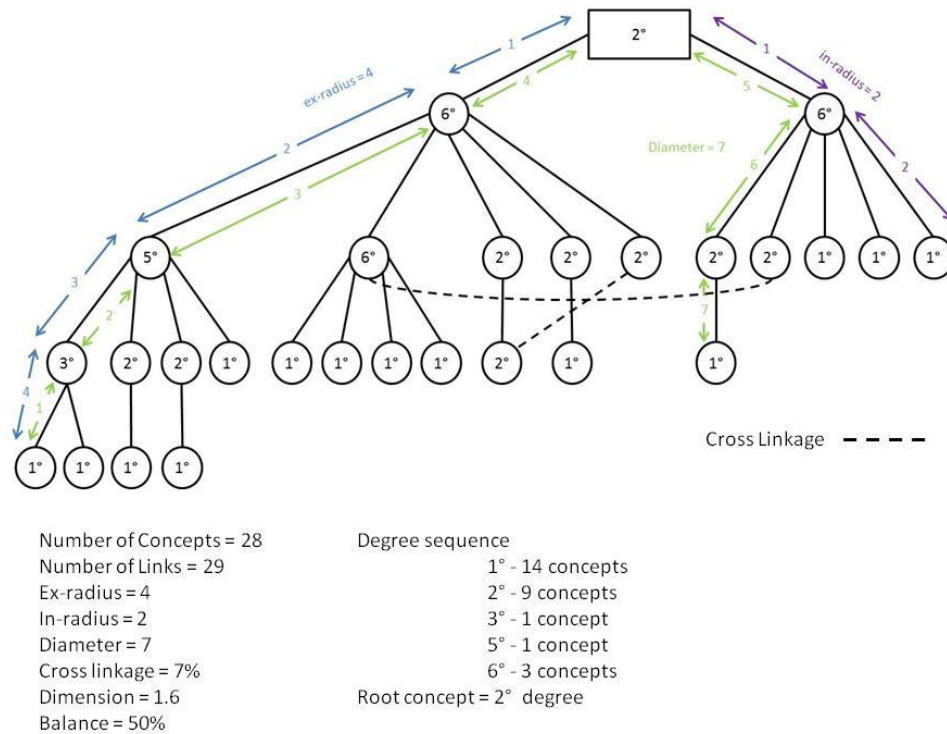 1
2°
1
ex-radius = 4
4
5
in-radius = 2
6°
6°
2
Diameter = 7
6
2
3
5°
6°
2°
2°
2°
2°
2°
1°
1°
1°
3
2
7
3°
2°
2°
1°
1°
1°
1°
1°
2°
1°
1°
4
1
Cross Linkage
1°
1°
1°
1°
Number of Concepts = 28
Number of Links = 29
Ex-radius = 4
In-radius = 2
Diameter = 7
Cross linkage = 7%
Dimension = 1.6
Balance = 50%
Degree sequence
1° - 14 concepts
2° - 9 concepts
3° - 1 concept
5° - 1 concept
6° - 3 concepts
Root concept = 2° degree